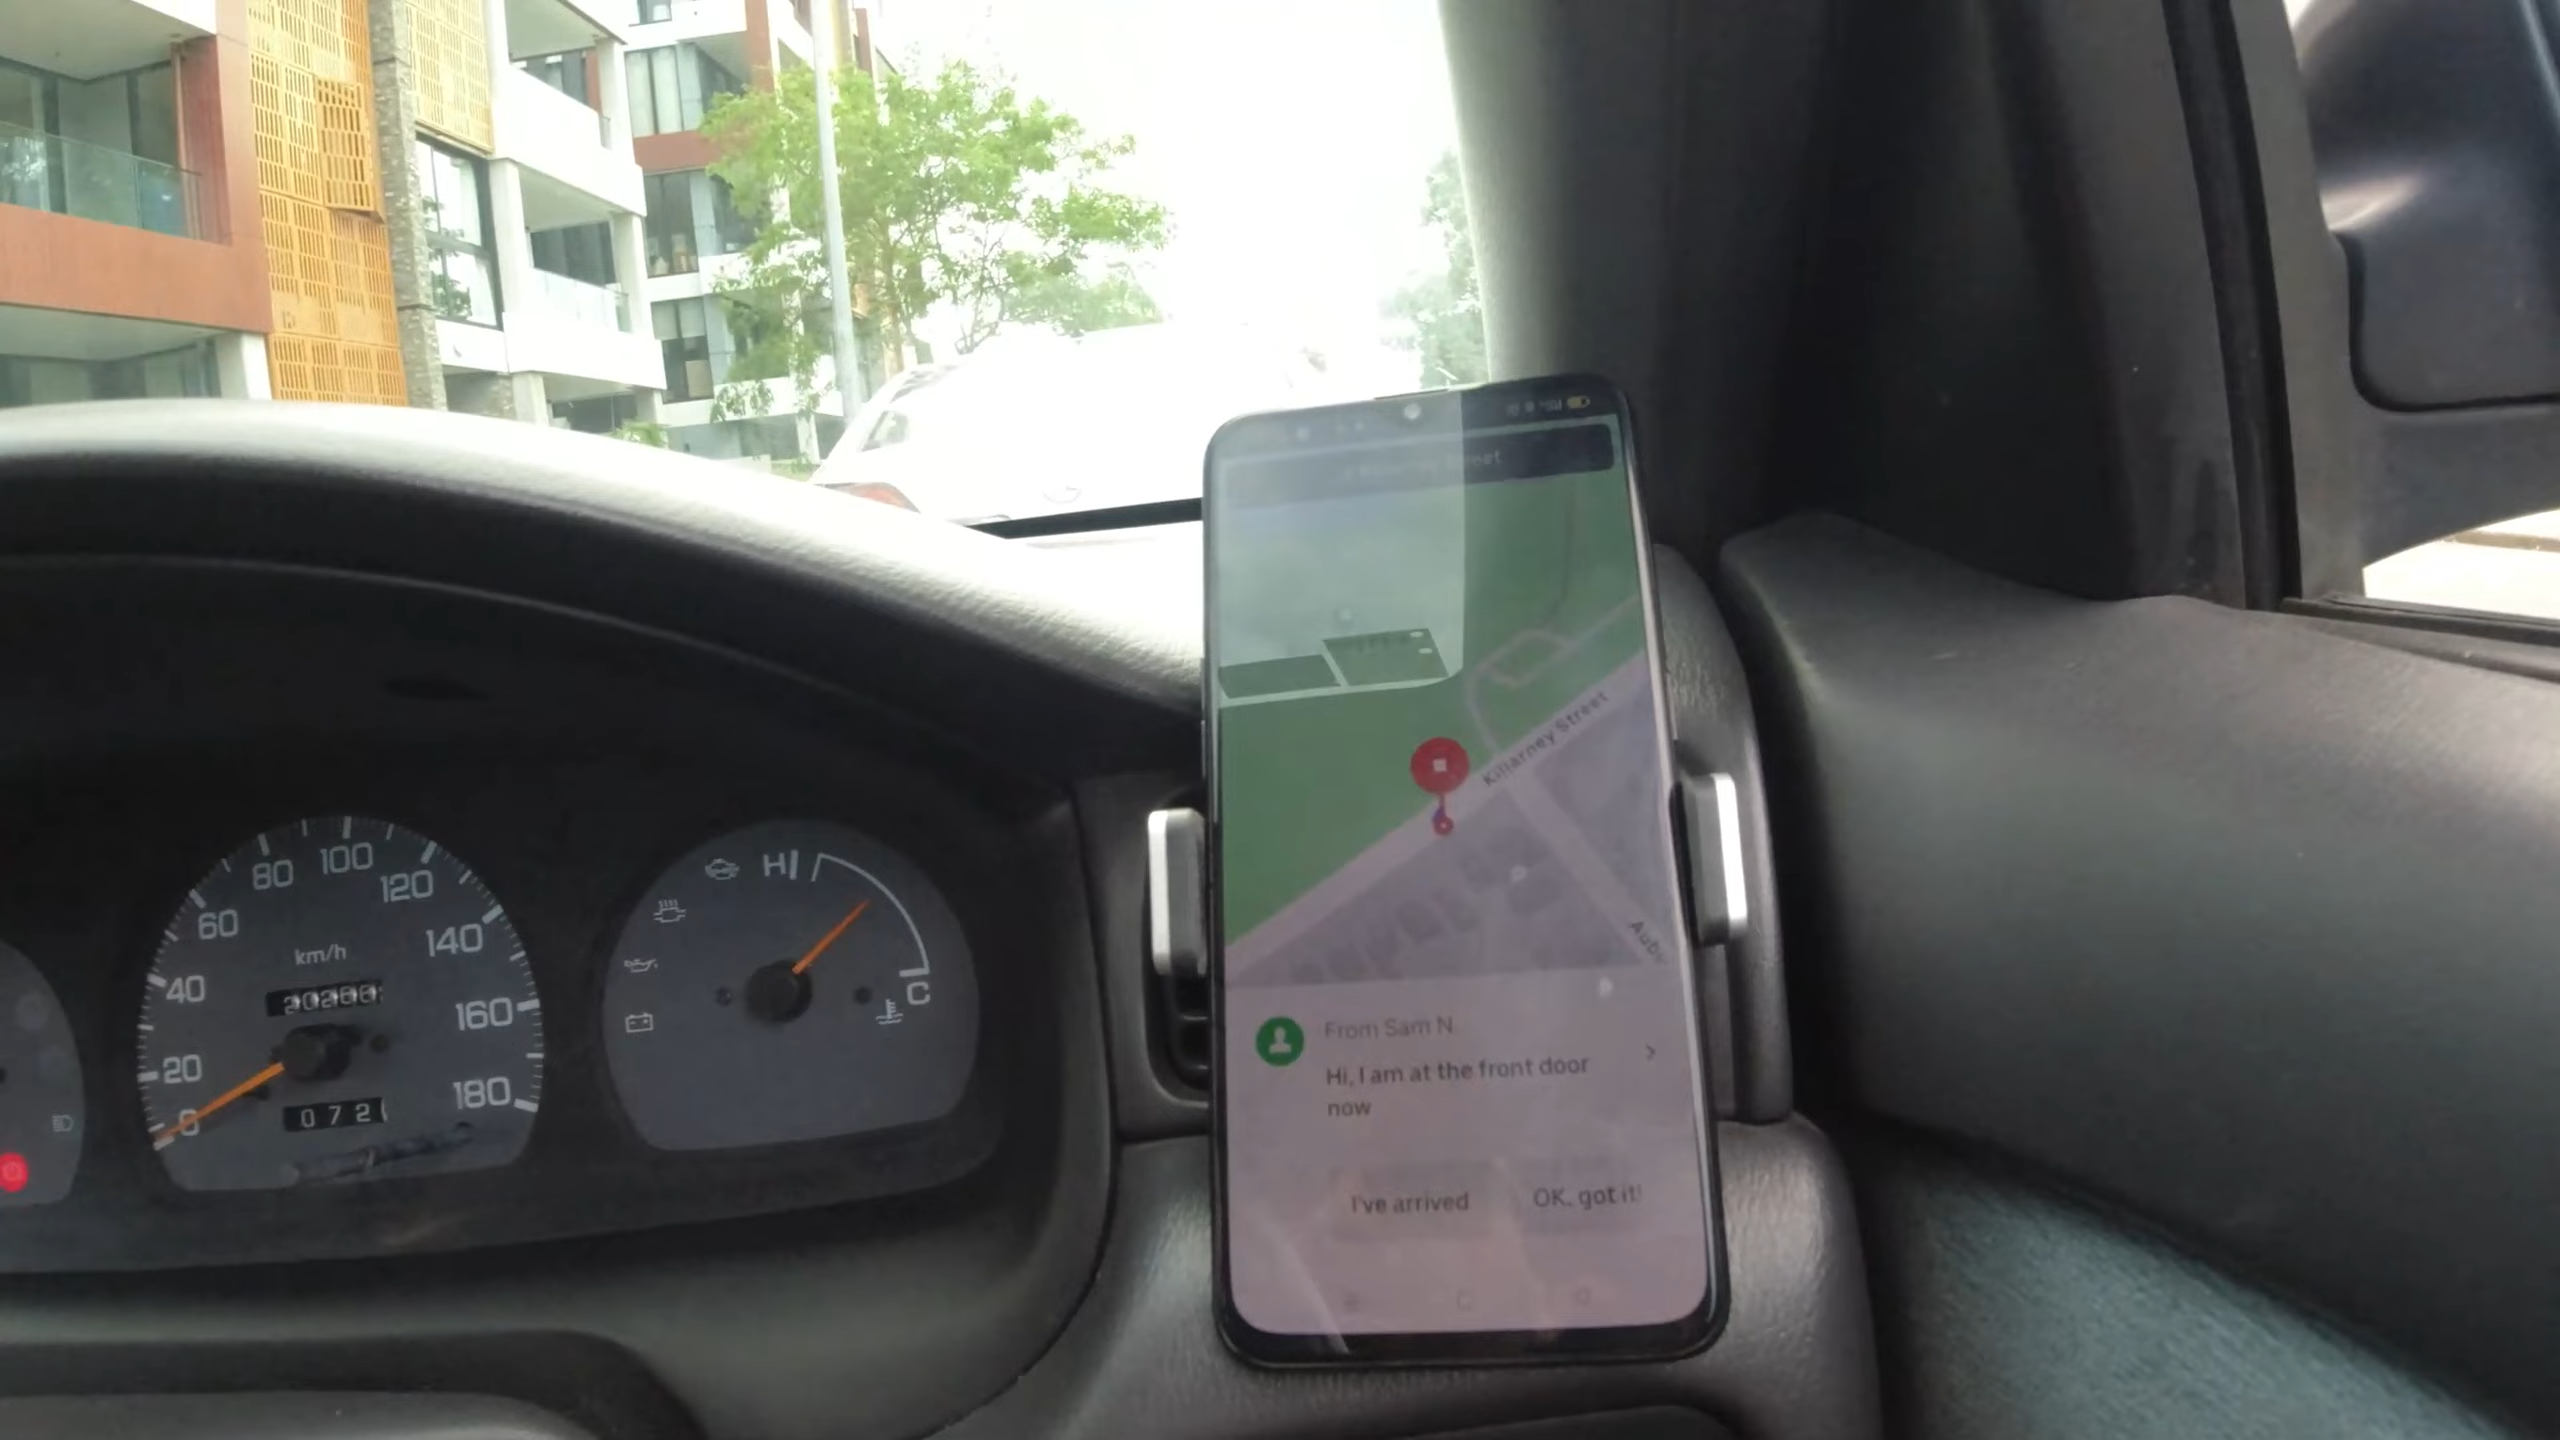 Killarney Street
From Sam N.
Hi, I am at the front door
now
I've arrived
OK, got it!
80
100
120
60
140
km/h
40
160
20
180
0
072
H
C